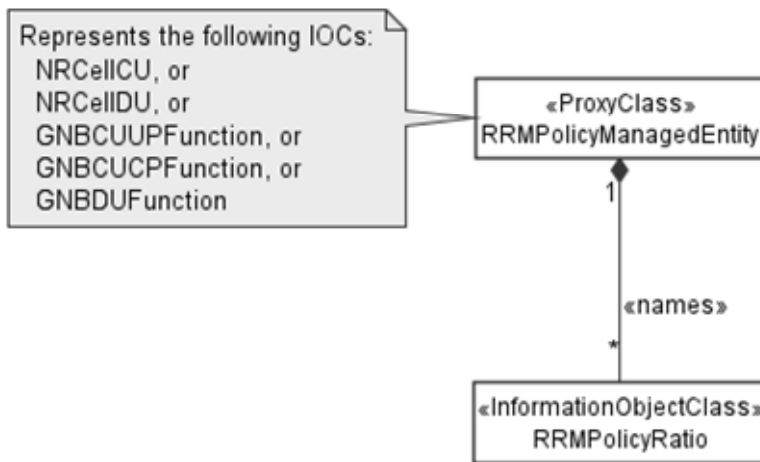 Represents the following IOCs:
NRCellCU, or
NRCellDU, or
GNBCUUPFunction, or
GNBCUCPFunction, or
GNBDUFunction
«ProxyClass»
RRMPolicyManagedEntity
1
«names»
*
«InformationObjectClass»
RRMPolicyRatio